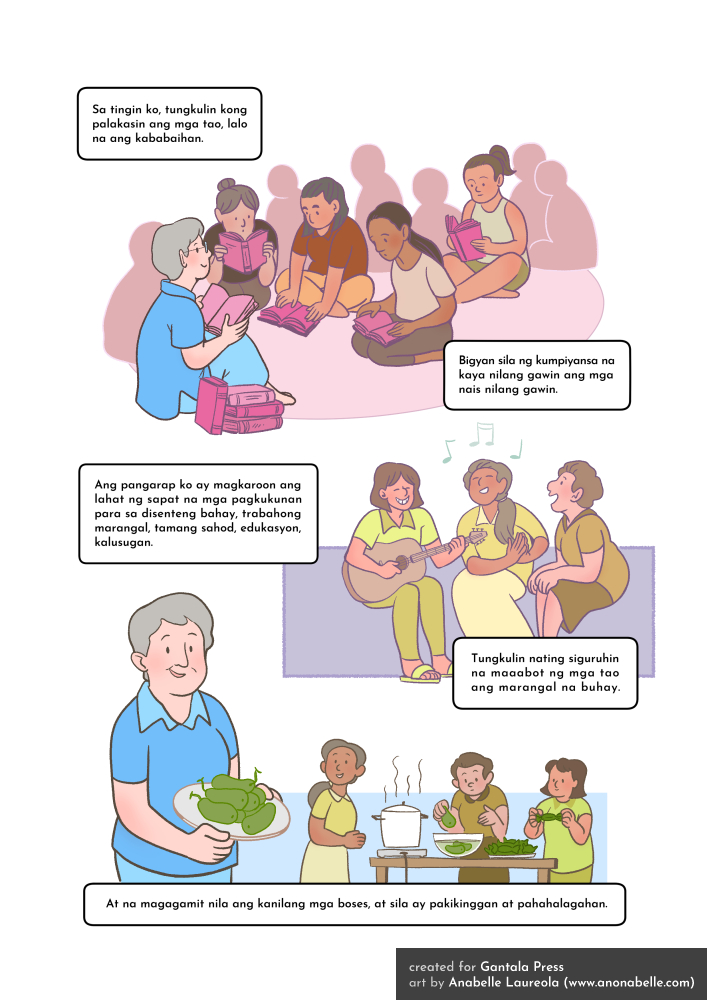 Sa tingin ko, tungkulin kong
palakasin ang mga tao, lalo
na ang kababaihan.
Bigyan sila ng kumpiyansa na
kaya nilang gawin ang mga
nais nilang gawin.
Ang pangarap ko ay magkaroon ang
lahat ng sapat na mga pagkukunan
para sa disenteng bahay, trabahong
marangal, tamang sahod, edukasyon,
kalusugan.
Tungkulin nating siguruhin
na maaabot ng mga tao
ang marangal na buhay.
At na magagamit nila ang kanilang mga boses, at sila ay pakikinggan at pahahalagahan.
created for Gantala Press
art by Anabelle Laureola (www.anonabelle.com)